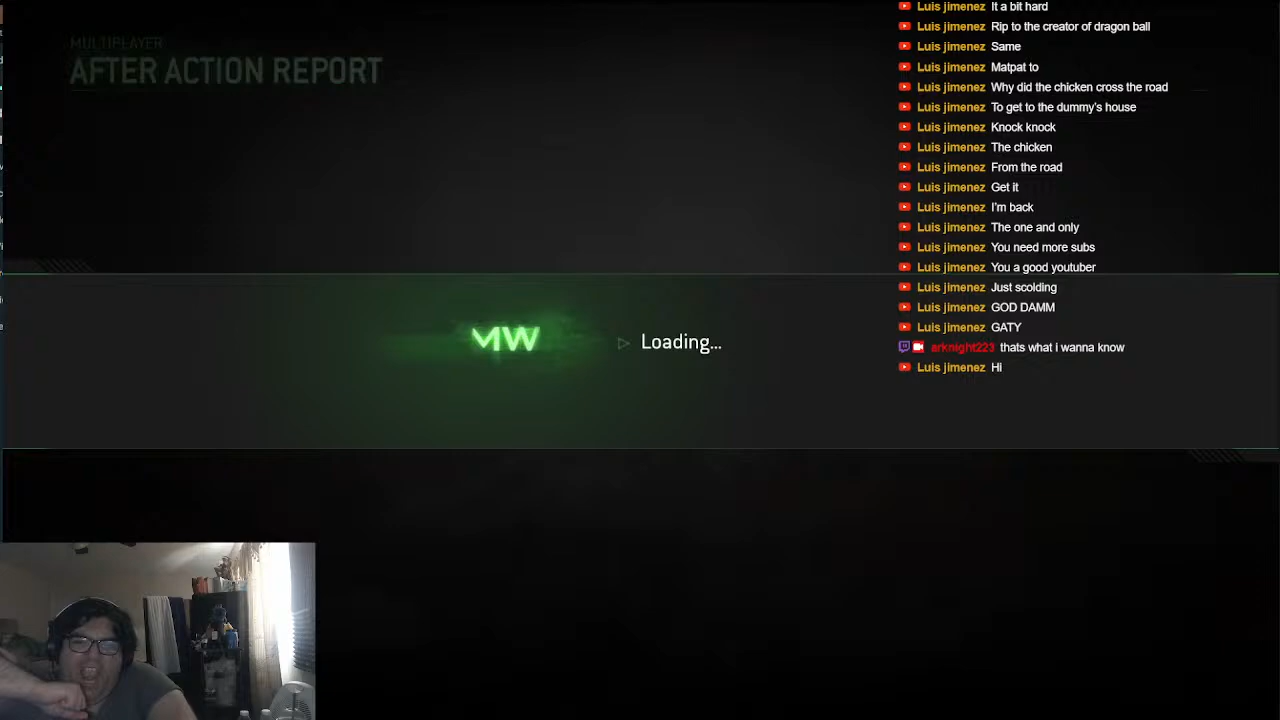 MULTIPLAYER
AFTER ACTION REPORT
Luis jimenez It a bit hard
Luis jimenez Rip to the creator of dragon ball
Luis jimenez Same
Luis jimenez Matpat to
Luis jimenez Why did the chicken cross the road
Luis jimenez To get to the dummy's house
Luis jimenez Knock knock
Luis jimenez The chicken
Luis jimenez From the road
Luis jimenez Get it
Luis jimenez I'm back
Luis jimenez The one and only
Luis jimenez You need more subs
Luis jimenez You a good youtuber
Luis jimenez Just scolding
Luis jimenez GOD DAMM
Luis jimenez GATY
arknight223 thats what i wanna know
Luis jimenez Hi
MW
Loading...